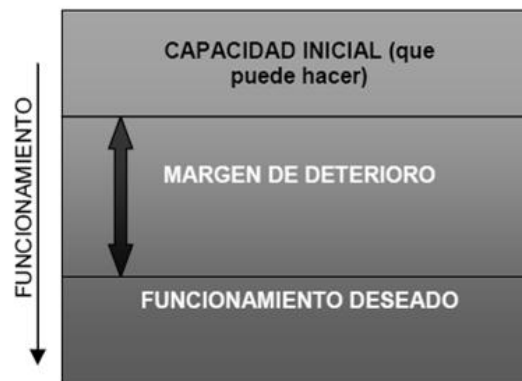 CAPACIDAD INICIAL (que
puede hacer)
MARGEN DE DETERIORO
FUNCIONAMIENTO DESEADO
FUNCIONAMIENTO